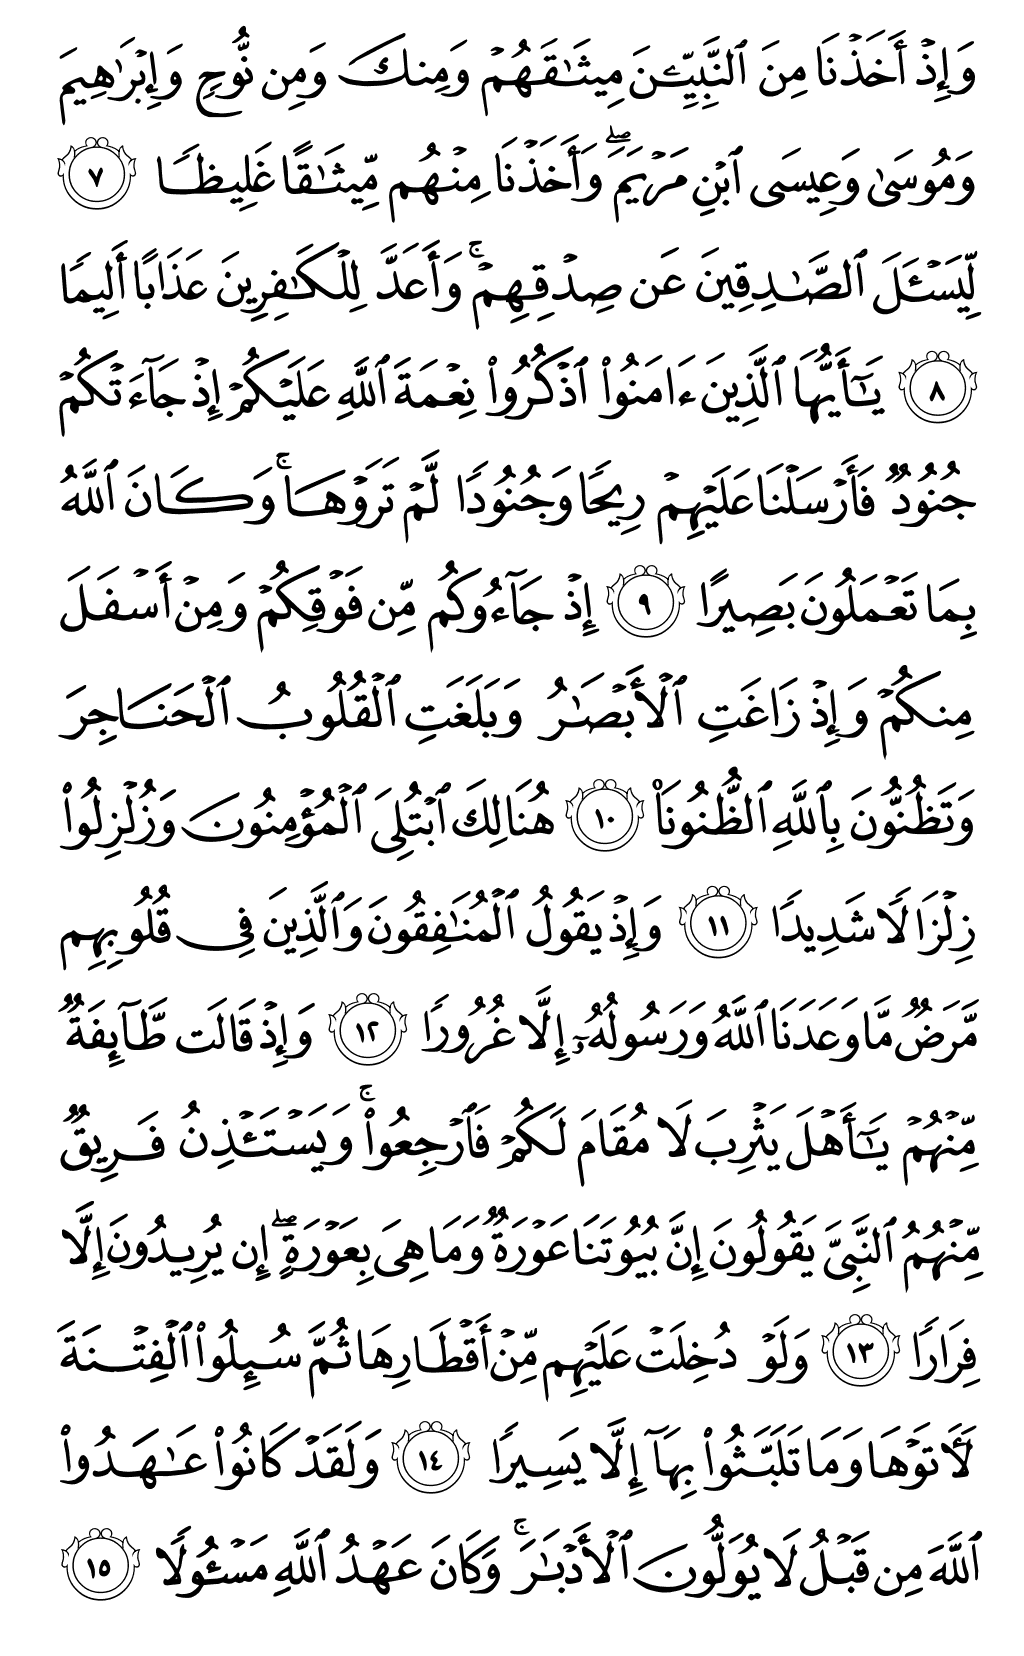 وَإِذۡ أَخَذۡنَا مِنَ ٱلنَّبِيِّـۧنَ مِيثَٰقَهُمۡ وَمِنكَ وَمِن نُّوحٖ وَإِبۡرَٰهِيمَ
وَمُوسَىٰ وَعِيسَى ٱبۡنِ مَرۡيَمَۖ وَأَخَذۡنَا مِنۡهُم مِّيثَٰقًا غَلِيظٗا ٧
لِّيَسۡـَٔلَ ٱلصَّٰدِقِينَ عَن صِدۡقِهِمۡۚ وَأَعَدَّ لِلۡكَٰفِرِينَ عَذَابًا أَلِيمٗا
٨ يَٰٓأَيُّهَا ٱلَّذِينَ ءَامَنُواْ ٱذۡكُرُواْ نِعۡمَةَ ٱللَّهِ عَلَيۡكُمۡ إِذۡ جَآءَتۡكُمۡ
جُنُودٞ فَأَرۡسَلۡنَا عَلَيۡهِمۡ رِيحٗا وَجُنُودٗا لَّمۡ تَرَوۡهَاۚ وَكَانَ ٱللَّهُ
بِمَا تَعۡمَلُونَ بَصِيرًا ٩ إِذۡ جَآءُوكُم مِّن فَوۡقِكُمۡ وَمِنۡ أَسۡفَلَ
مِنكُمۡ وَإِذۡ زَاغَتِ ٱلۡأَبۡصَٰرُ وَبَلَغَتِ ٱلۡقُلُوبُ ٱلۡحَنَاجِرَ
وَتَظُنُّونَ بِٱللَّهِ ٱلظُّنُونَا۠ ١٠ هُنَالِكَ ٱبۡتُلِيَ ٱلۡمُؤۡمِنُونَ وَزُلۡزِلُواْ
زِلۡزَالٗا شَدِيدٗا ١١ وَإِذۡ يَقُولُ ٱلۡمُنَٰفِقُونَ وَٱلَّذِينَ فِي قُلُوبِهِم
مَّرَضٞ مَّا وَعَدَنَا ٱللَّهُ وَرَسُولُهُۥٓ إِلَّا غُرُورٗا ١٢ وَإِذۡ قَالَت طَّآئِفَةٞ
مِّنۡهُمۡ يَٰٓأَهۡلَ يَثۡرِبَ لَا مُقَامَ لَكُمۡ فَٱرۡجِعُواْۚ وَيَسۡتَـٔۡذِنُ فَرِيقٞ
مِّنۡهُمُ ٱلنَّبِيَّ يَقُولُونَ إِنَّ بُيُوتَنَا عَوۡرَةٞ وَمَا هِيَ بِعَوۡرَةٍۖ إِن يُرِيدُونَ إِلَّا
فِرَارٗا ١٣ وَلَوۡ دُخِلَتۡ عَلَيۡهِم مِّنۡ أَقۡطَارِهَا ثُمَّ سُئِلُواْ ٱلۡفِتۡنَةَ
لَأٓتَوۡهَا وَمَا تَلَبَّثُواْ بِهَآ إِلَّا يَسِيرٗا ١٤ وَلَقَدۡ كَانُواْ عَٰهَدُواْ
ٱللَّهَ مِن قَبۡلُ لَا يُوَلُّونَ ٱلۡأَدۡبَٰرَۚ وَكَانَ عَهۡدُ ٱللَّهِ مَسۡـُٔولٗا ١٥